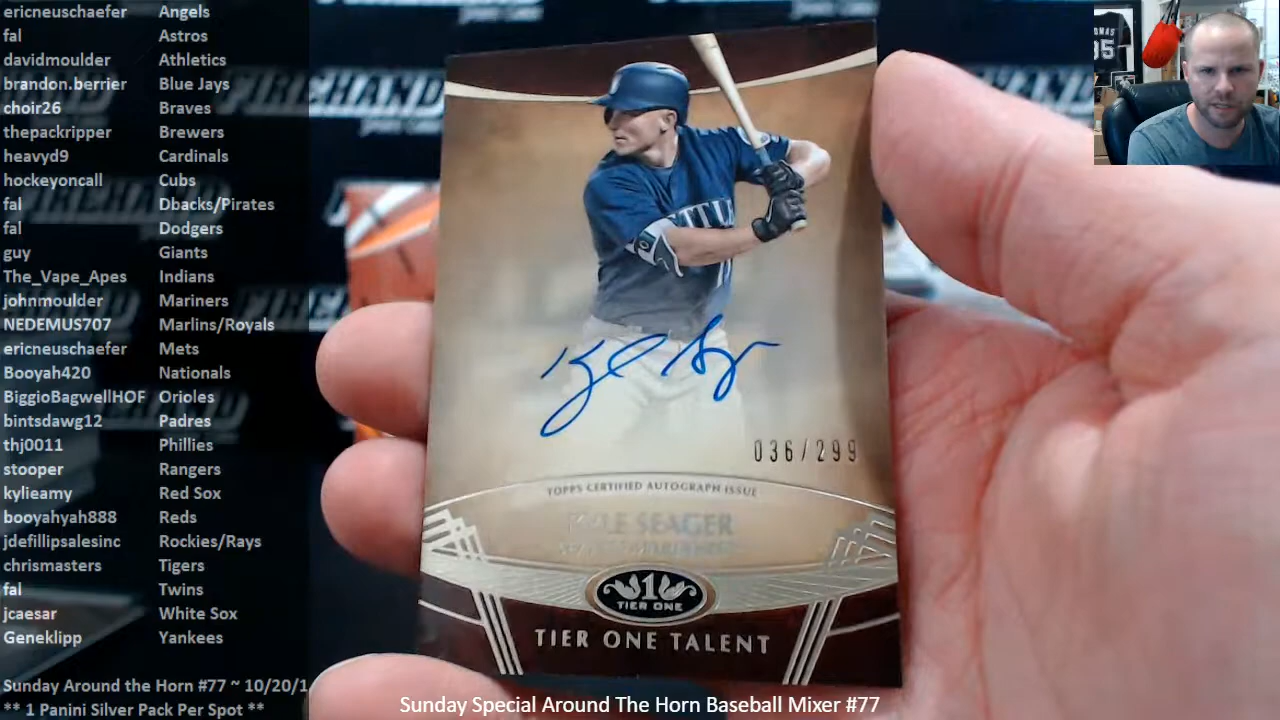 ericneuschaefer Angels
fal Astros
davidmoulder Athletics
brandon.berrier Blue Jays
choir26 Braves
thepackripper Brewers
heavyd9 Cardinals
hockeyoncall Cubs
fal Dbacks/Pirates
fal Dodgers
guy Giants
The_Vape_Apes Indians
johnmoulder Mariners
NEDEMUS707 Marlins/Royals
ericneuschaefer Mets
Booyah420 Nationals
BiggioBagwellHOF Orioles
bintsdawg12 Padres
thj0011 Phillies
stooper Rangers
kylieamy Red Sox
booyahyah888 Reds
jdefillipsalesinc Rockies/Rays
chrismasters Tigers
fal Twins
jcaesar White Sox
Geneklipp Yankees
Sunday Around the Horn #77 ~ 10/20/1
** 1 Panini Silver Pack Per Spot **
FIREHAND
036/299
TOPPS CERTIFIED AUTOGRAPH ISSUE
KYLE SEAGER
1
TIER ONE
TIER ONE TALENT
Sunday Special Around The Horn Baseball Mixer #77